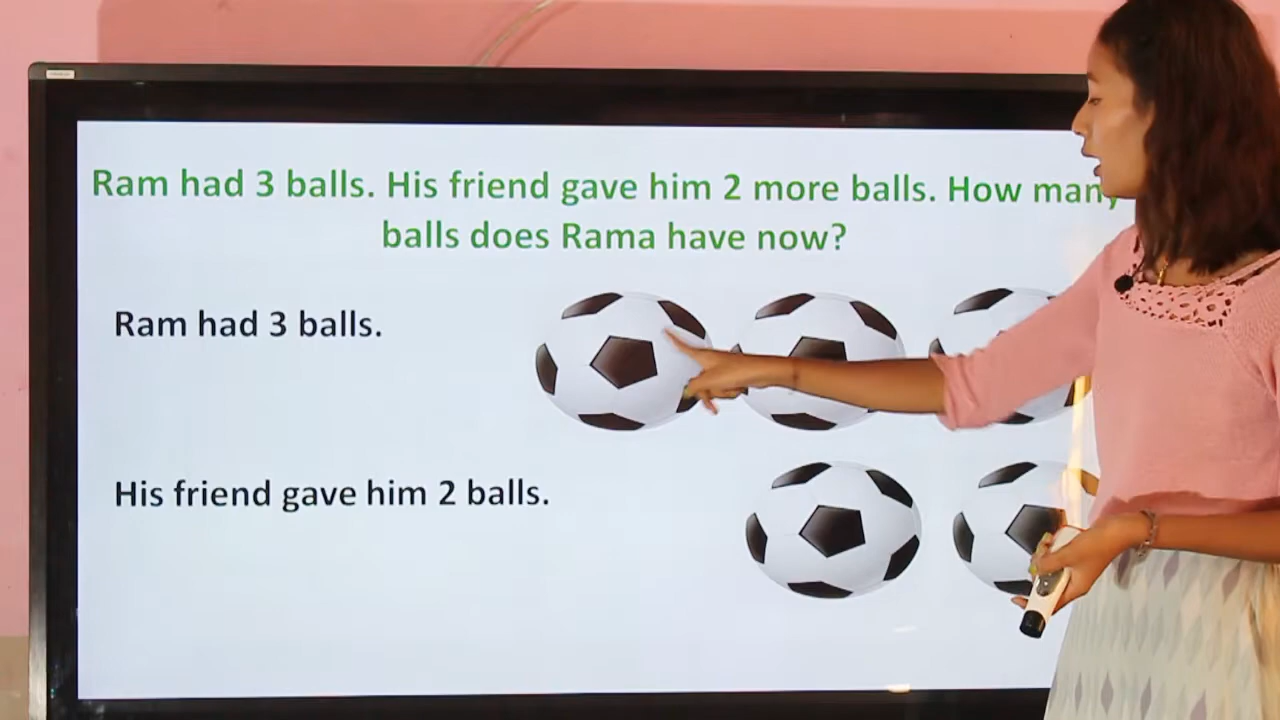 Ram had 3 balls. His friend gave him 2 more balls. How many
balls does Rama have now?
Ram had 3 balls.
His friend gave him 2 balls.